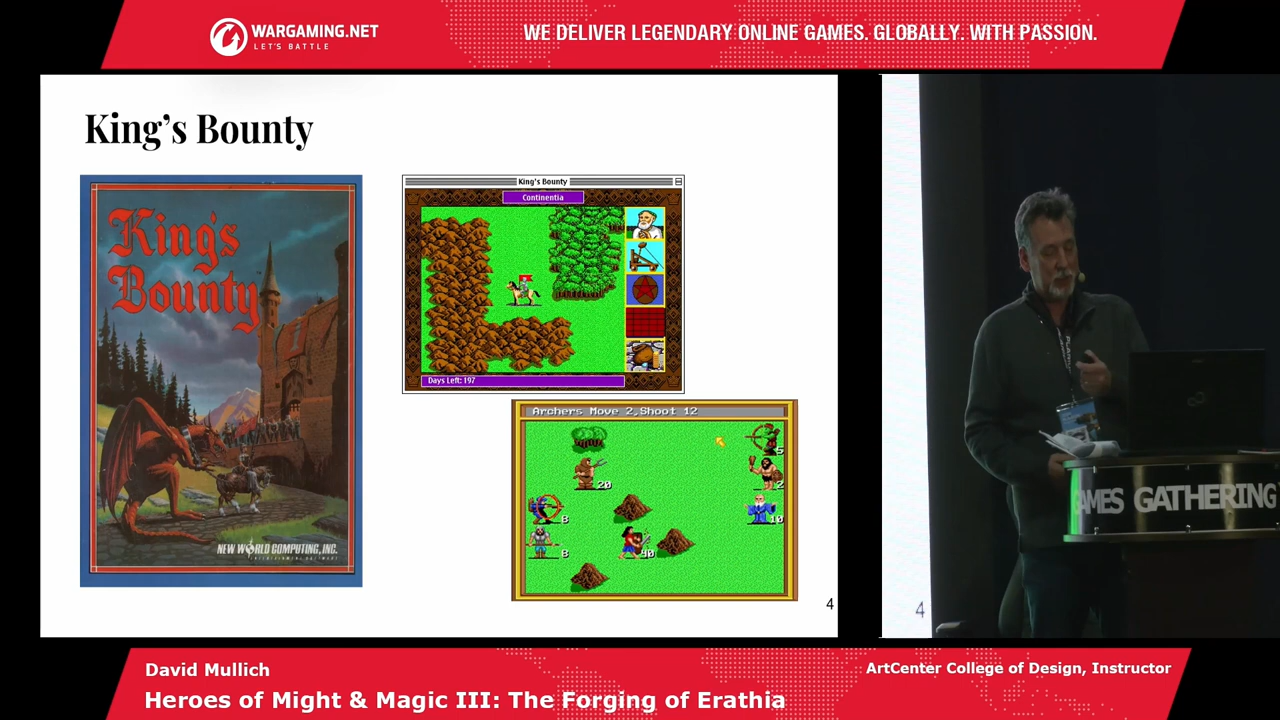 WARGAMING.NET
LET'S BATTLE
WE DELIVER LEGENDARY ONLINE GAMES. GLOBALLY. WITH PASSION.
King's Bounty
King's
Bounty
NEW WORLD COMPUTING, INC.
King's Bounty
Continentia
Days Left: 197
Archers Move 2,Shoot 12
5
20
2
8
10
8
90
4
4
GAMES GATHERING
David Mullich
ArtCenter College of Design, Instructor
Heroes of Might & Magic III: The Forging of Erathia